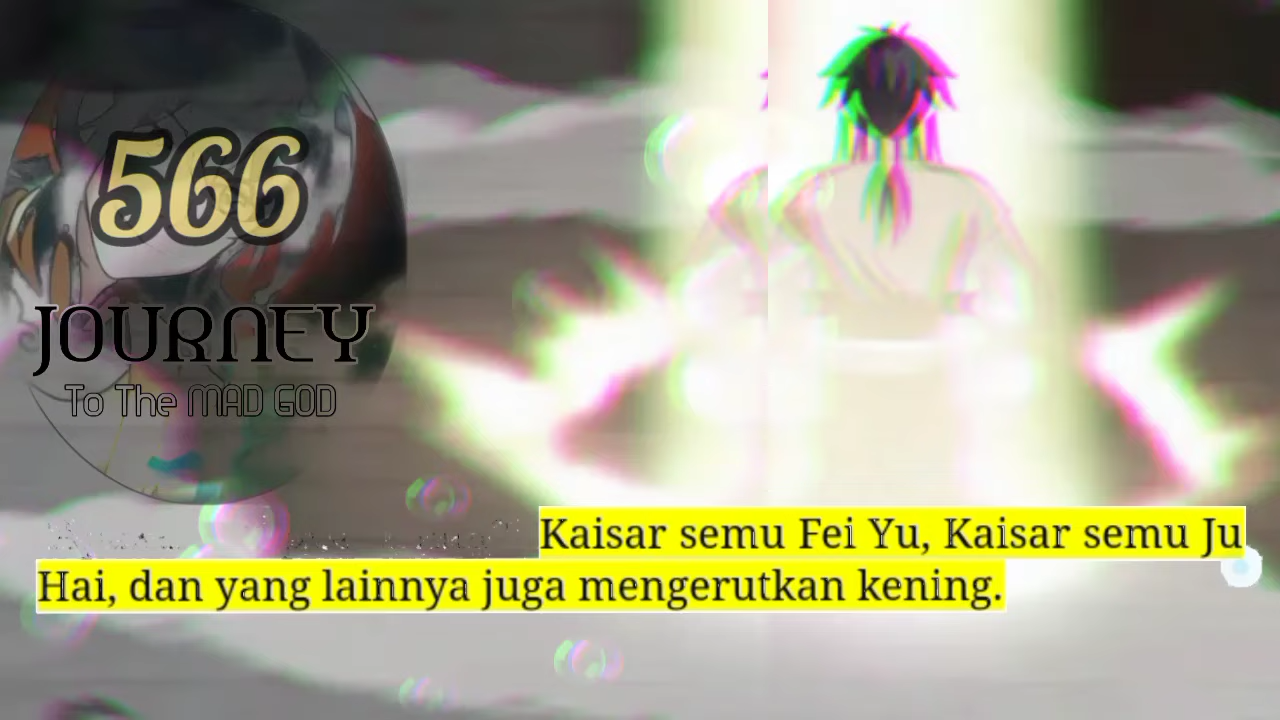 566
JOURNEY
To The MAD GOD
Kaisar semu Fei Yu, Kaisar semu Ju
Hai, dan yang lainnya juga mengerutkan kening.